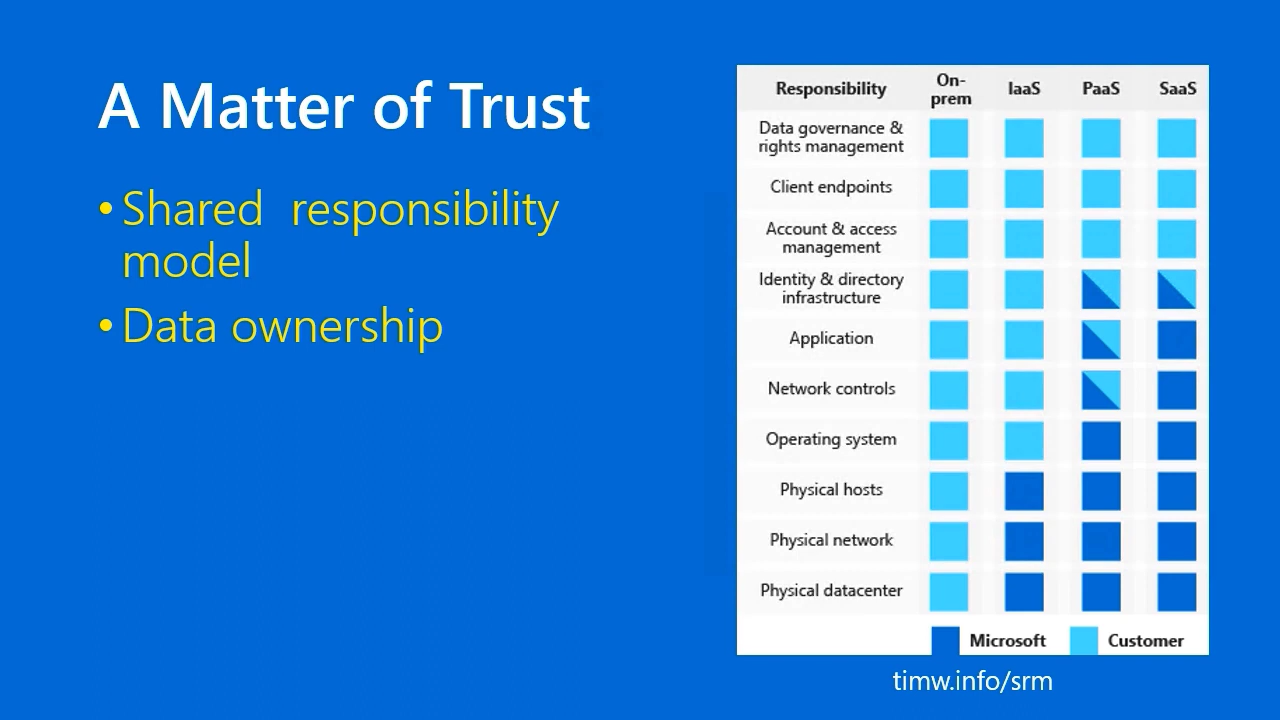 A Matter of Trust
• Shared responsibility
model
• Data ownership
Responsibility On- IaaS PaaS SaaS
prem
Data governance &
rights management
Client endpoints
Account & access
management
Identity & directory
infrastructure
Application
Network controls
Operating system
Physical hosts
Physical network
Physical datacenter
Microsoft Customer
timw.info/srm